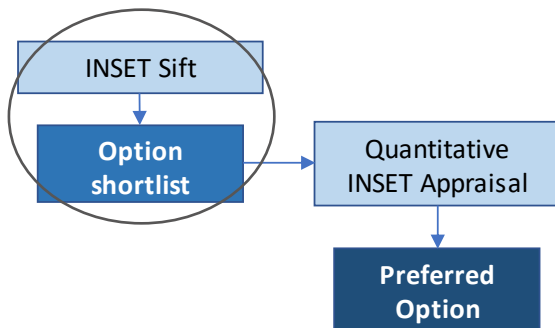 INSET Sift
Option
shortlist
Quantitative
INSET Appraisal
Preferred
Option